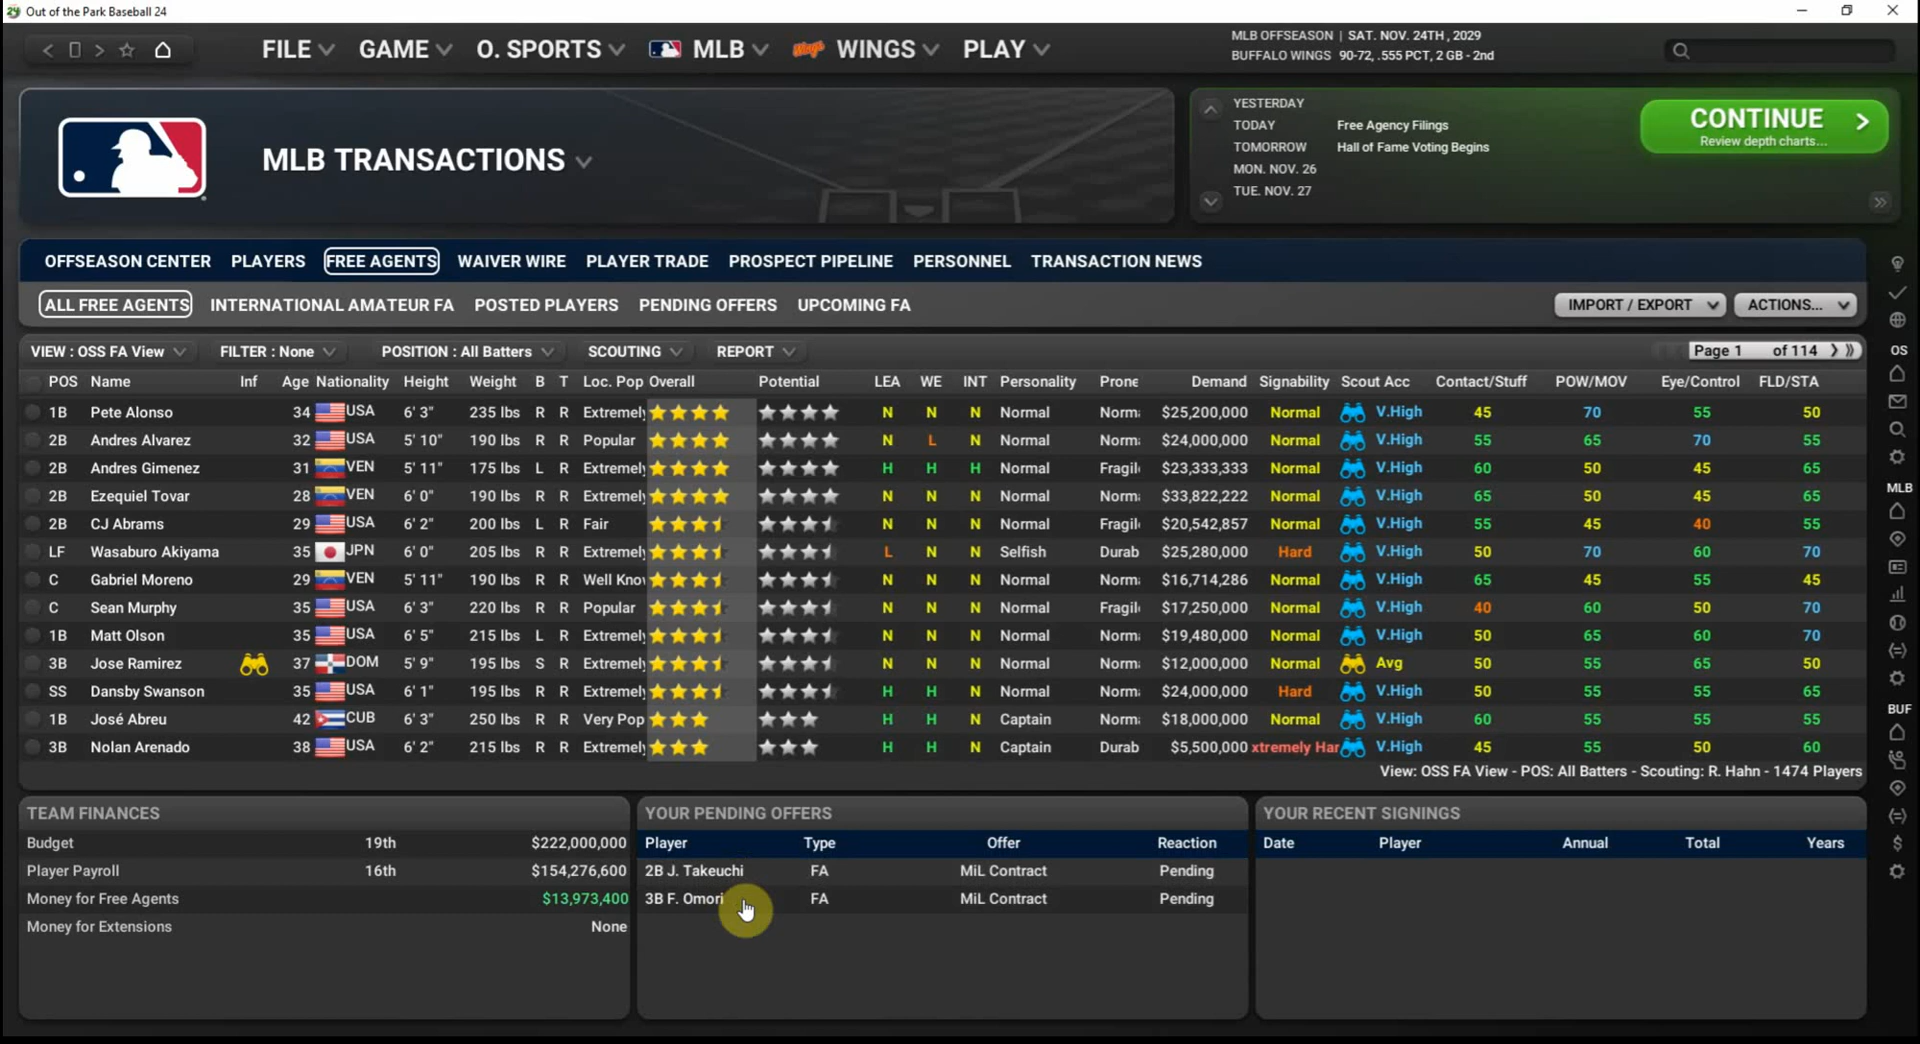 Out of the Park Baseball 24
FILE GAME O. SPORTS MLB WINGS PLAY
MLB OFFSEASON | SAT. NOV. 24TH , 2029
BUFFALO WINGS 90-72, .555 PCT, 2 GB - 2nd
MLB TRANSACTIONS
YESTERDAY
TODAY Free Agency Filings
TOMORROW Hall of Fame Voting Begins
MON. NOV. 26
TUE. NOV. 27
CONTINUE
Review depth charts...
OFFSEASON CENTER PLAYERS FREE AGENTS WAIVER WIRE PLAYER TRADE PROSPECT PIPELINE PERSONNEL TRANSACTION NEWS
ALL FREE AGENTS INTERNATIONAL AMATEUR FA POSTED PLAYERS PENDING OFFERS UPCOMING FA IMPORT / EXPORT ACTIONS...
VIEW : OSS FA View FILTER : None POSITION : All Batters SCOUTING REPORT Page 1 of 114
POS Name Inf Age Nationality Height Weight B T Loc. Pop Overall Potential LEA WE INT Personality Prone Demand Signability Scout Acc Contact/Stuff POW/MOV Eye/Control FLD/STA
1B Pete Alonso 34 USA 6' 3" 235 lbs R R Extremely N N N Normal Norma $25,200,000 Normal V.High 45 70 55 50
2B Andres Alvarez 32 USA 5' 10" 190 lbs R R Popular N L N Normal Norma $24,000,000 Normal V.High 55 65 70 55
2B Andres Gimenez 31 VEN 5' 11" 175 lbs L R Extremely H H H Normal Fragile $23,333,333 Normal V.High 60 50 45 65
2B Ezequiel Tovar 28 VEN 6' 0" 190 lbs R R Extremely N N N Normal Norma $33,822,222 Normal V.High 65 50 45 65
2B CJ Abrams 29 USA 6' 2" 200 lbs L R Fair N N N Normal Fragile $20,542,857 Normal V.High 55 45 40 55
LF Wasaburo Akiyama 35 JPN 6' 0" 205 lbs R R Extremely L N N Selfish Durab $25,280,000 Hard V.High 50 70 60 70
C Gabriel Moreno 29 VEN 5' 11" 190 lbs R R Well Know N N N Normal Norma $16,714,286 Normal V.High 65 45 55 45
C Sean Murphy 35 USA 6' 3" 220 lbs R R Popular N N N Normal Fragile $17,250,000 Normal V.High 40 60 50 70
1B Matt Olson 35 USA 6' 5" 215 lbs L R Extremely N N N Normal Norma $19,480,000 Normal V.High 50 65 60 70
3B Jose Ramirez 37 DOM 5' 9" 195 lbs S R Extremely N N N Normal Norma $12,000,000 Normal Avg 50 55 65 50
SS Dansby Swanson 35 USA 6' 1" 195 lbs R R Extremely H H N Normal Norma $24,000,000 Hard V.High 50 55 55 65
1B José Abreu 42 CUB 6' 3" 250 lbs R R Very Pop H H N Captain Norma $18,000,000 Normal V.High 60 55 55 55
3B Nolan Arenado 38 USA 6' 2" 215 lbs R R Extremely H H N Captain Durab $5,500,000 xtremely Har V.High 45 55 50 60
View: OSS FA View - POS: All Batters - Scouting: R. Hahn - 1474 Players
OS
MLB
BUF
TEAM FINANCES
Budget 19th $222,000,000
Player Payroll 16th $154,276,600
Money for Free Agents $13,973,400
Money for Extensions None
YOUR PENDING OFFERS
Player Type Offer Reaction
2B J. Takeuchi FA MiL Contract Pending
3B F. Omori FA MiL Contract Pending
YOUR RECENT SIGNINGS
Date Player Annual Total Years